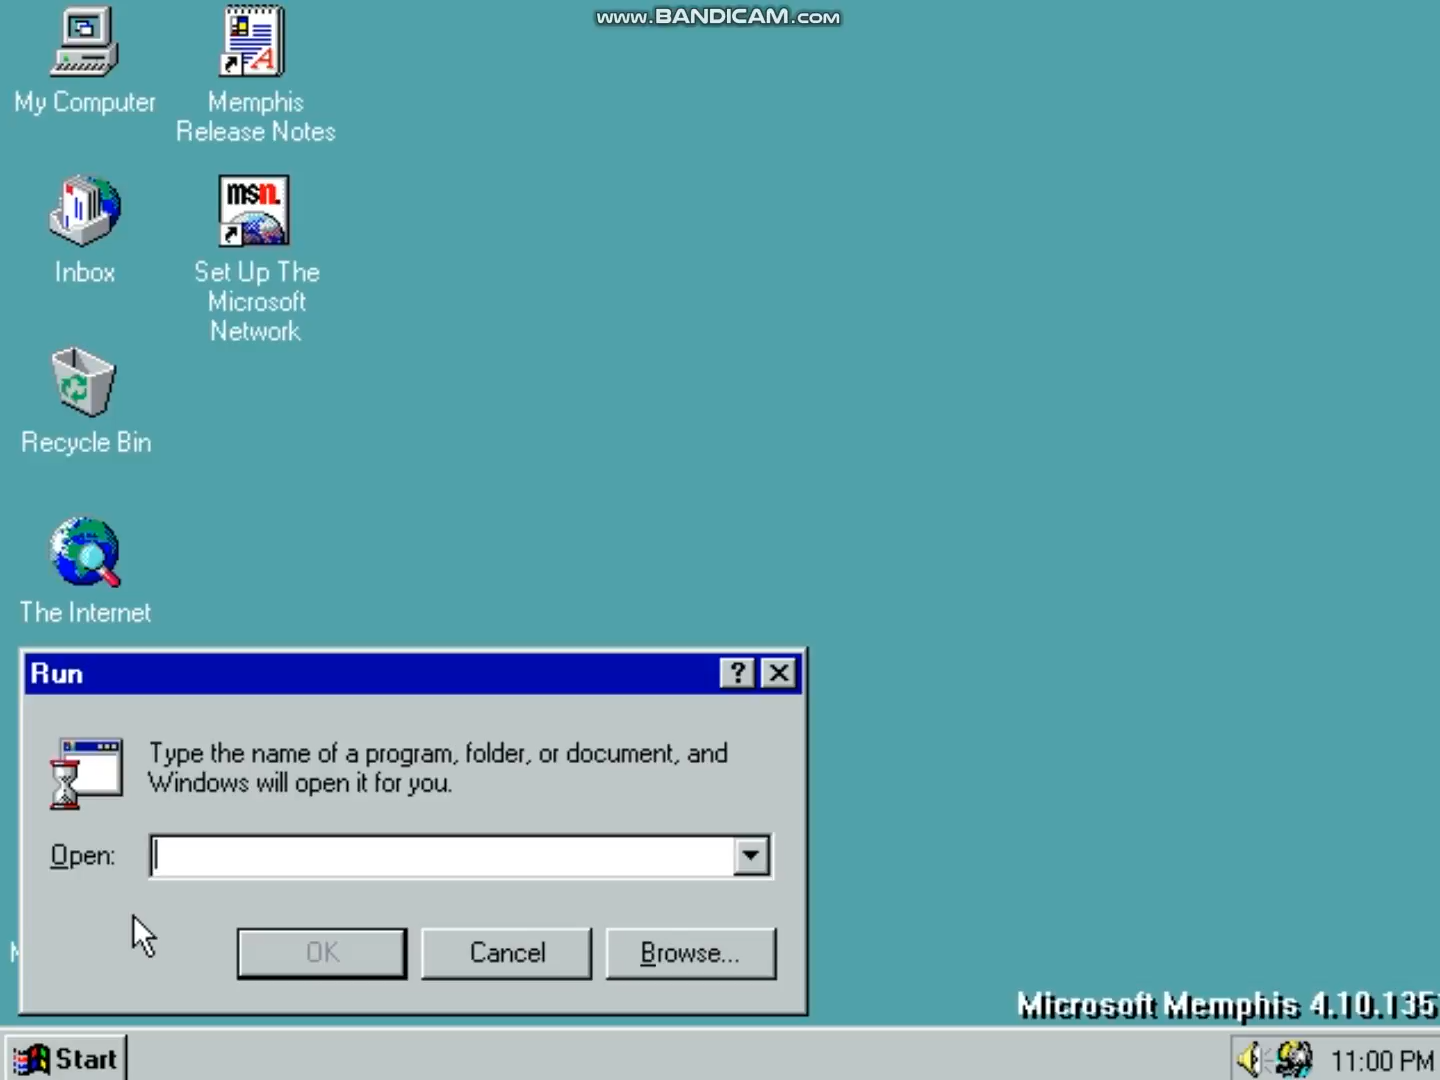 www.BANDICAM.com
My Computer
Memphis
Release Notes
Inbox
msn.
Set Up The
Microsoft
Network
Recycle Bin
The Internet
Run
Type the name of a program, folder, or document, and
Windows will open it for you.
Open:
OK
Cancel
Browse...
Microsoft Memphis 4.10.135
Start
11:00 PM